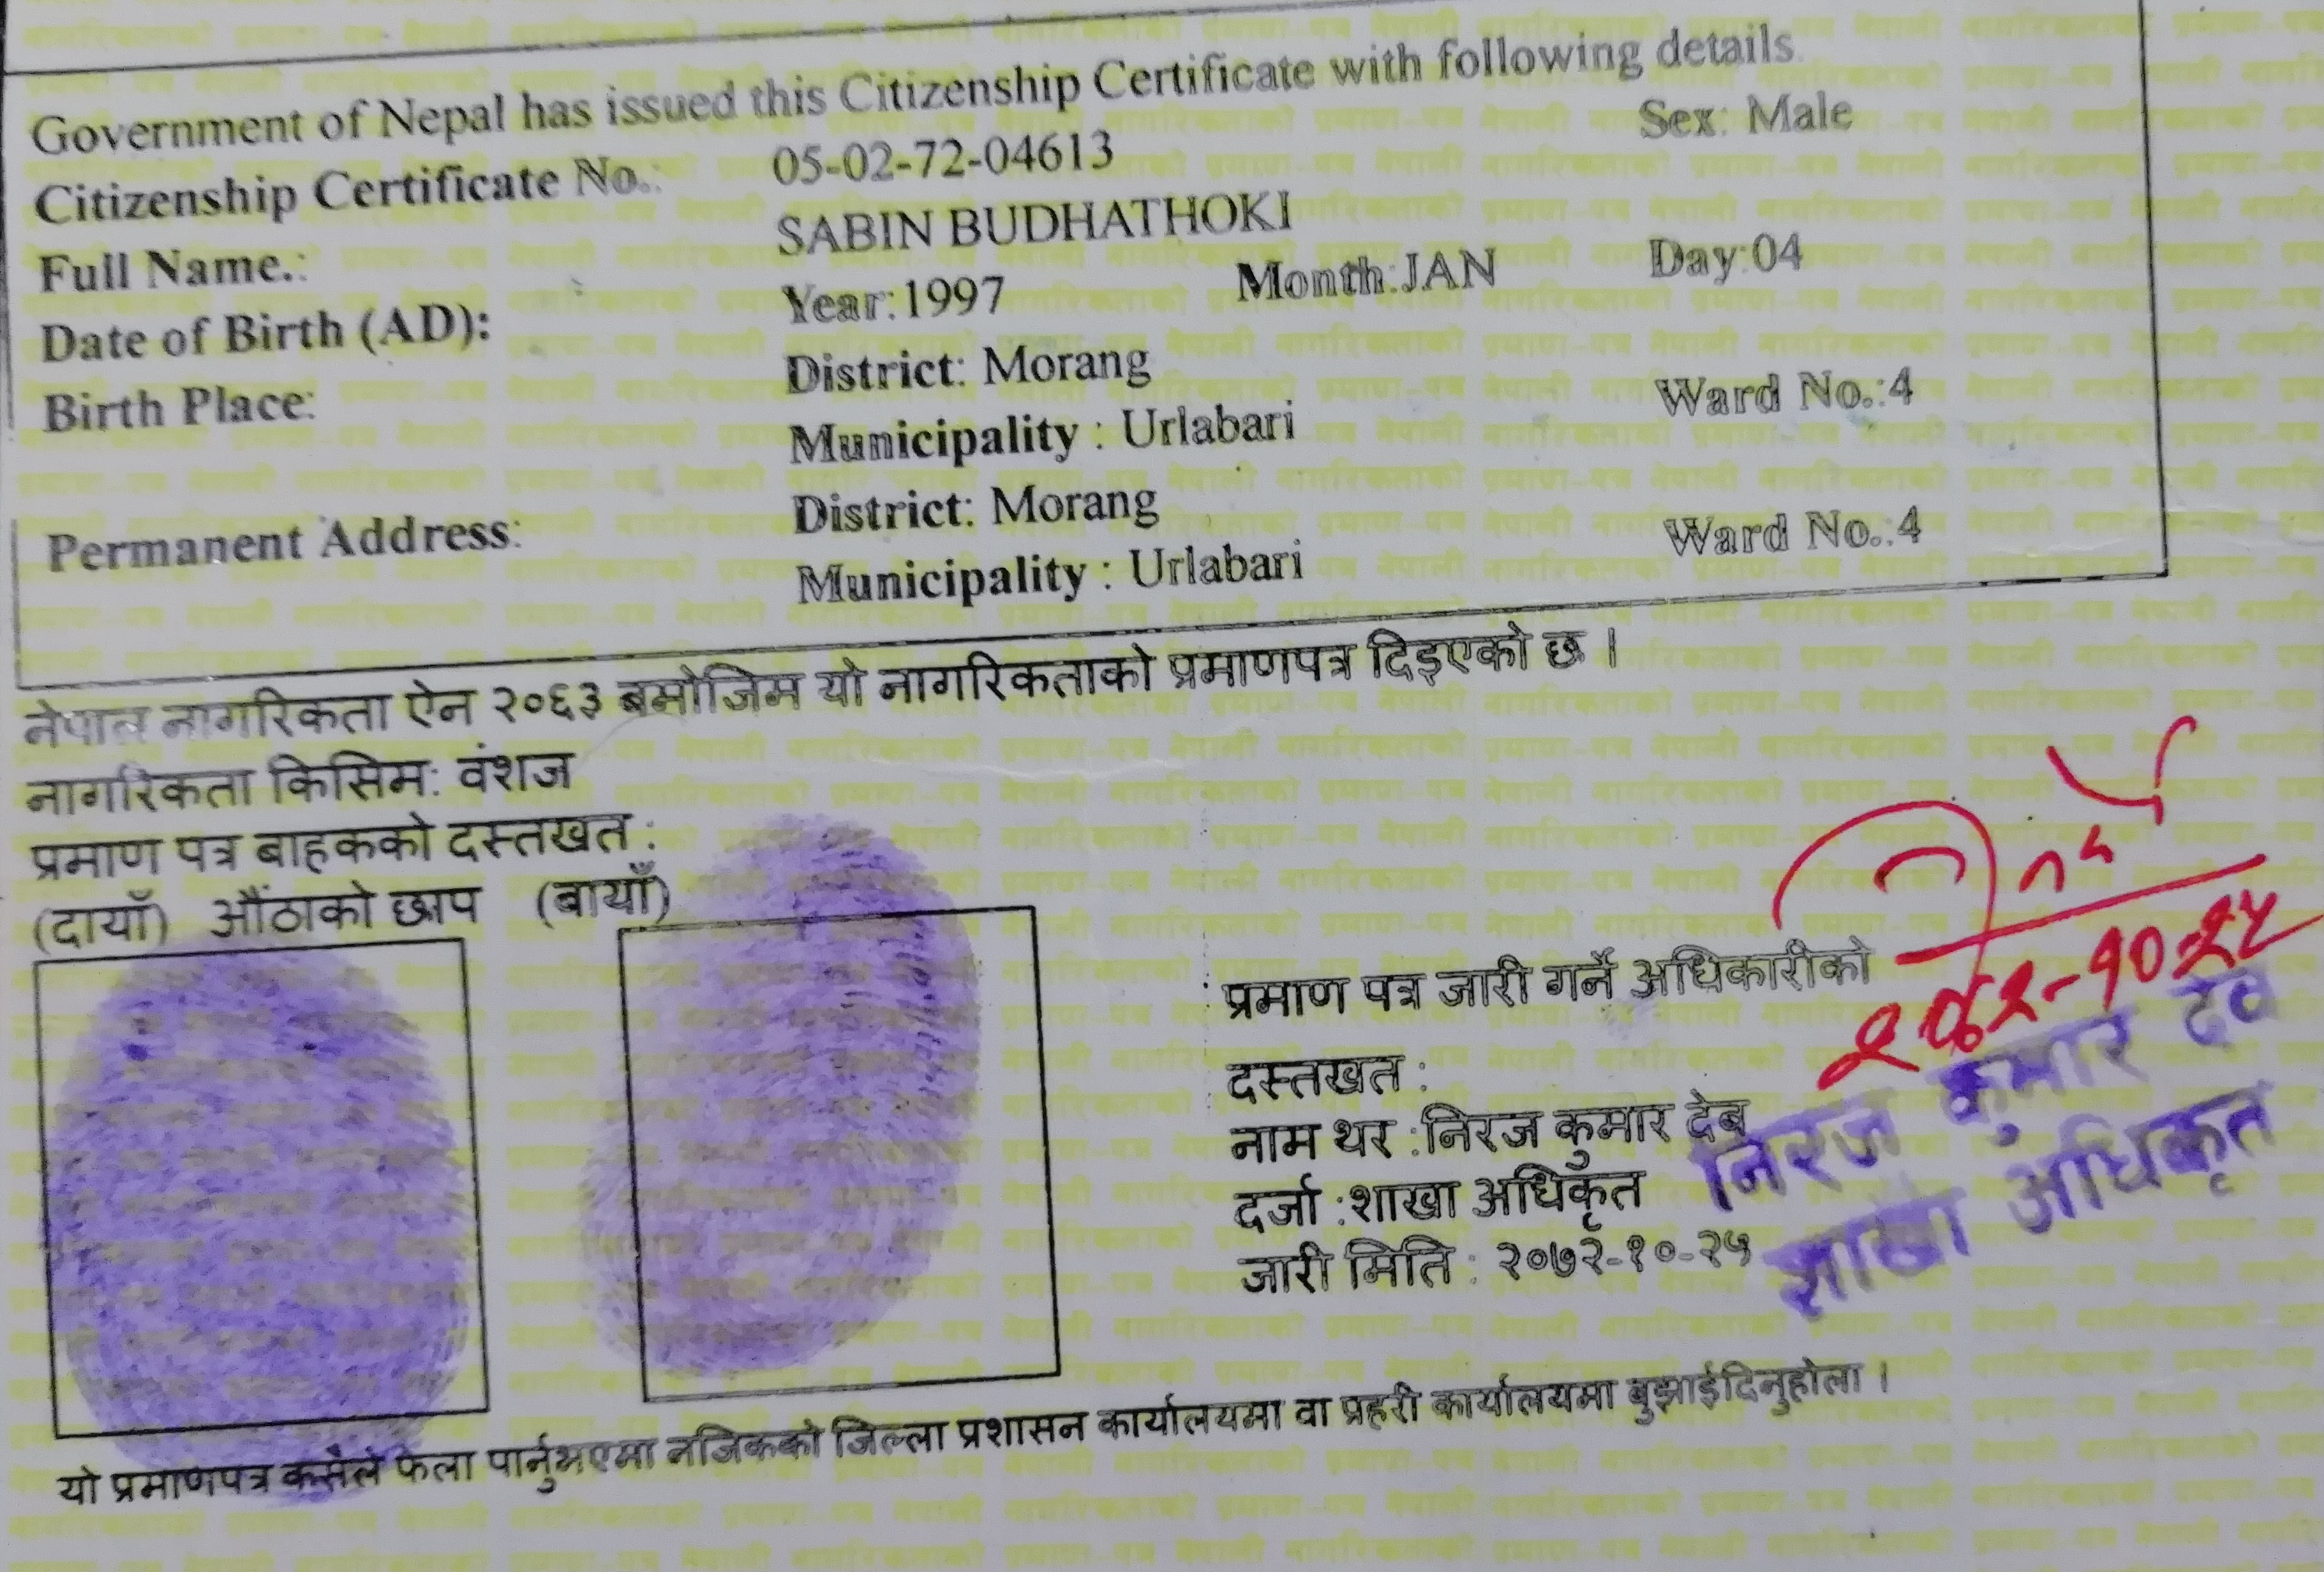 Government of Nepal has issued this Citizenship Certificate with following details.
Citizenship Certificate No.: 05-02-72-04613 Sex: Male
Full Name.: SABIN BUDHATHOKI
Date of Birth (AD): Year:1997 Month:JAN Day:04
Birth Place: District: Morang
Municipality : Urlabari Ward No.:4
Permanent Address: District: Morang
Municipality : Urlabari Ward No.:4
नेपाल नागरिकता ऐन २०६३ बमोजिम यो नागरिकताको प्रमाणपत्र दिइएको छ ।
नागरिकता किसिम: वंशज
प्रमाण पत्र बाहकको दस्तखत :
(दायाँ) औंठाको छाप (बायाँ)
प्रमाण पत्र जारी गर्ने अधिकारीको
दस्तखत :
नाम थर :निरज कुमार देब
दर्जा :शाखा अधिकृत
जारी मिति : २०७२-१०-२५
२०७२-१०-२५
निरज कुमार देव
शाखा अधिकृत
यो प्रमाणपत्र कसैले फेला पार्नुभएमा नजिकको जिल्ला प्रशासन कार्यालयमा वा प्रहरी कार्यालयमा बुझाईदिनुहोला ।